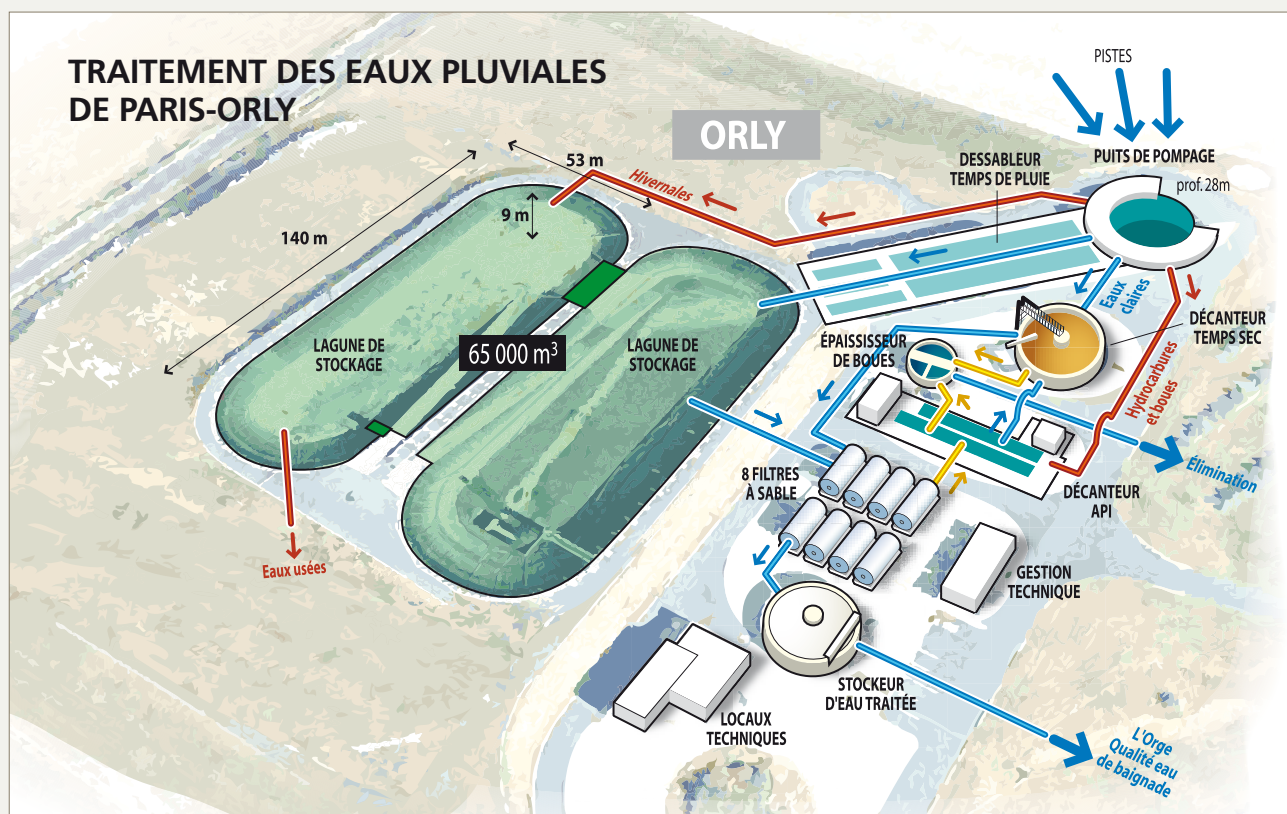 TRAITEMENT DES EAUX PLUVIALES
DE PARIS-ORLY
ORLY
PISTES
PUITS DE POMPAGE
prof. 28m
DESSABLEUR
TEMPS DE PLUIE
53 m
Hivernales
9 m
140 m
Eaux
claires
DÉCANTEUR
TEMPS SEC
ÉPAISSISSEUR
DE BOUES
LAGUNE DE
STOCKAGE
65 000 m³
LAGUNE DE
STOCKAGE
Hydrocarbures
et boues
Élimination
8 FILTRES
À SABLE
DÉCANTEUR
API
Eaux usées
GESTION
TECHNIQUE
STOCKEUR
D'EAU TRAITÉE
LOCAUX
TECHNIQUES
L'Orge
Qualité eau
de baignade